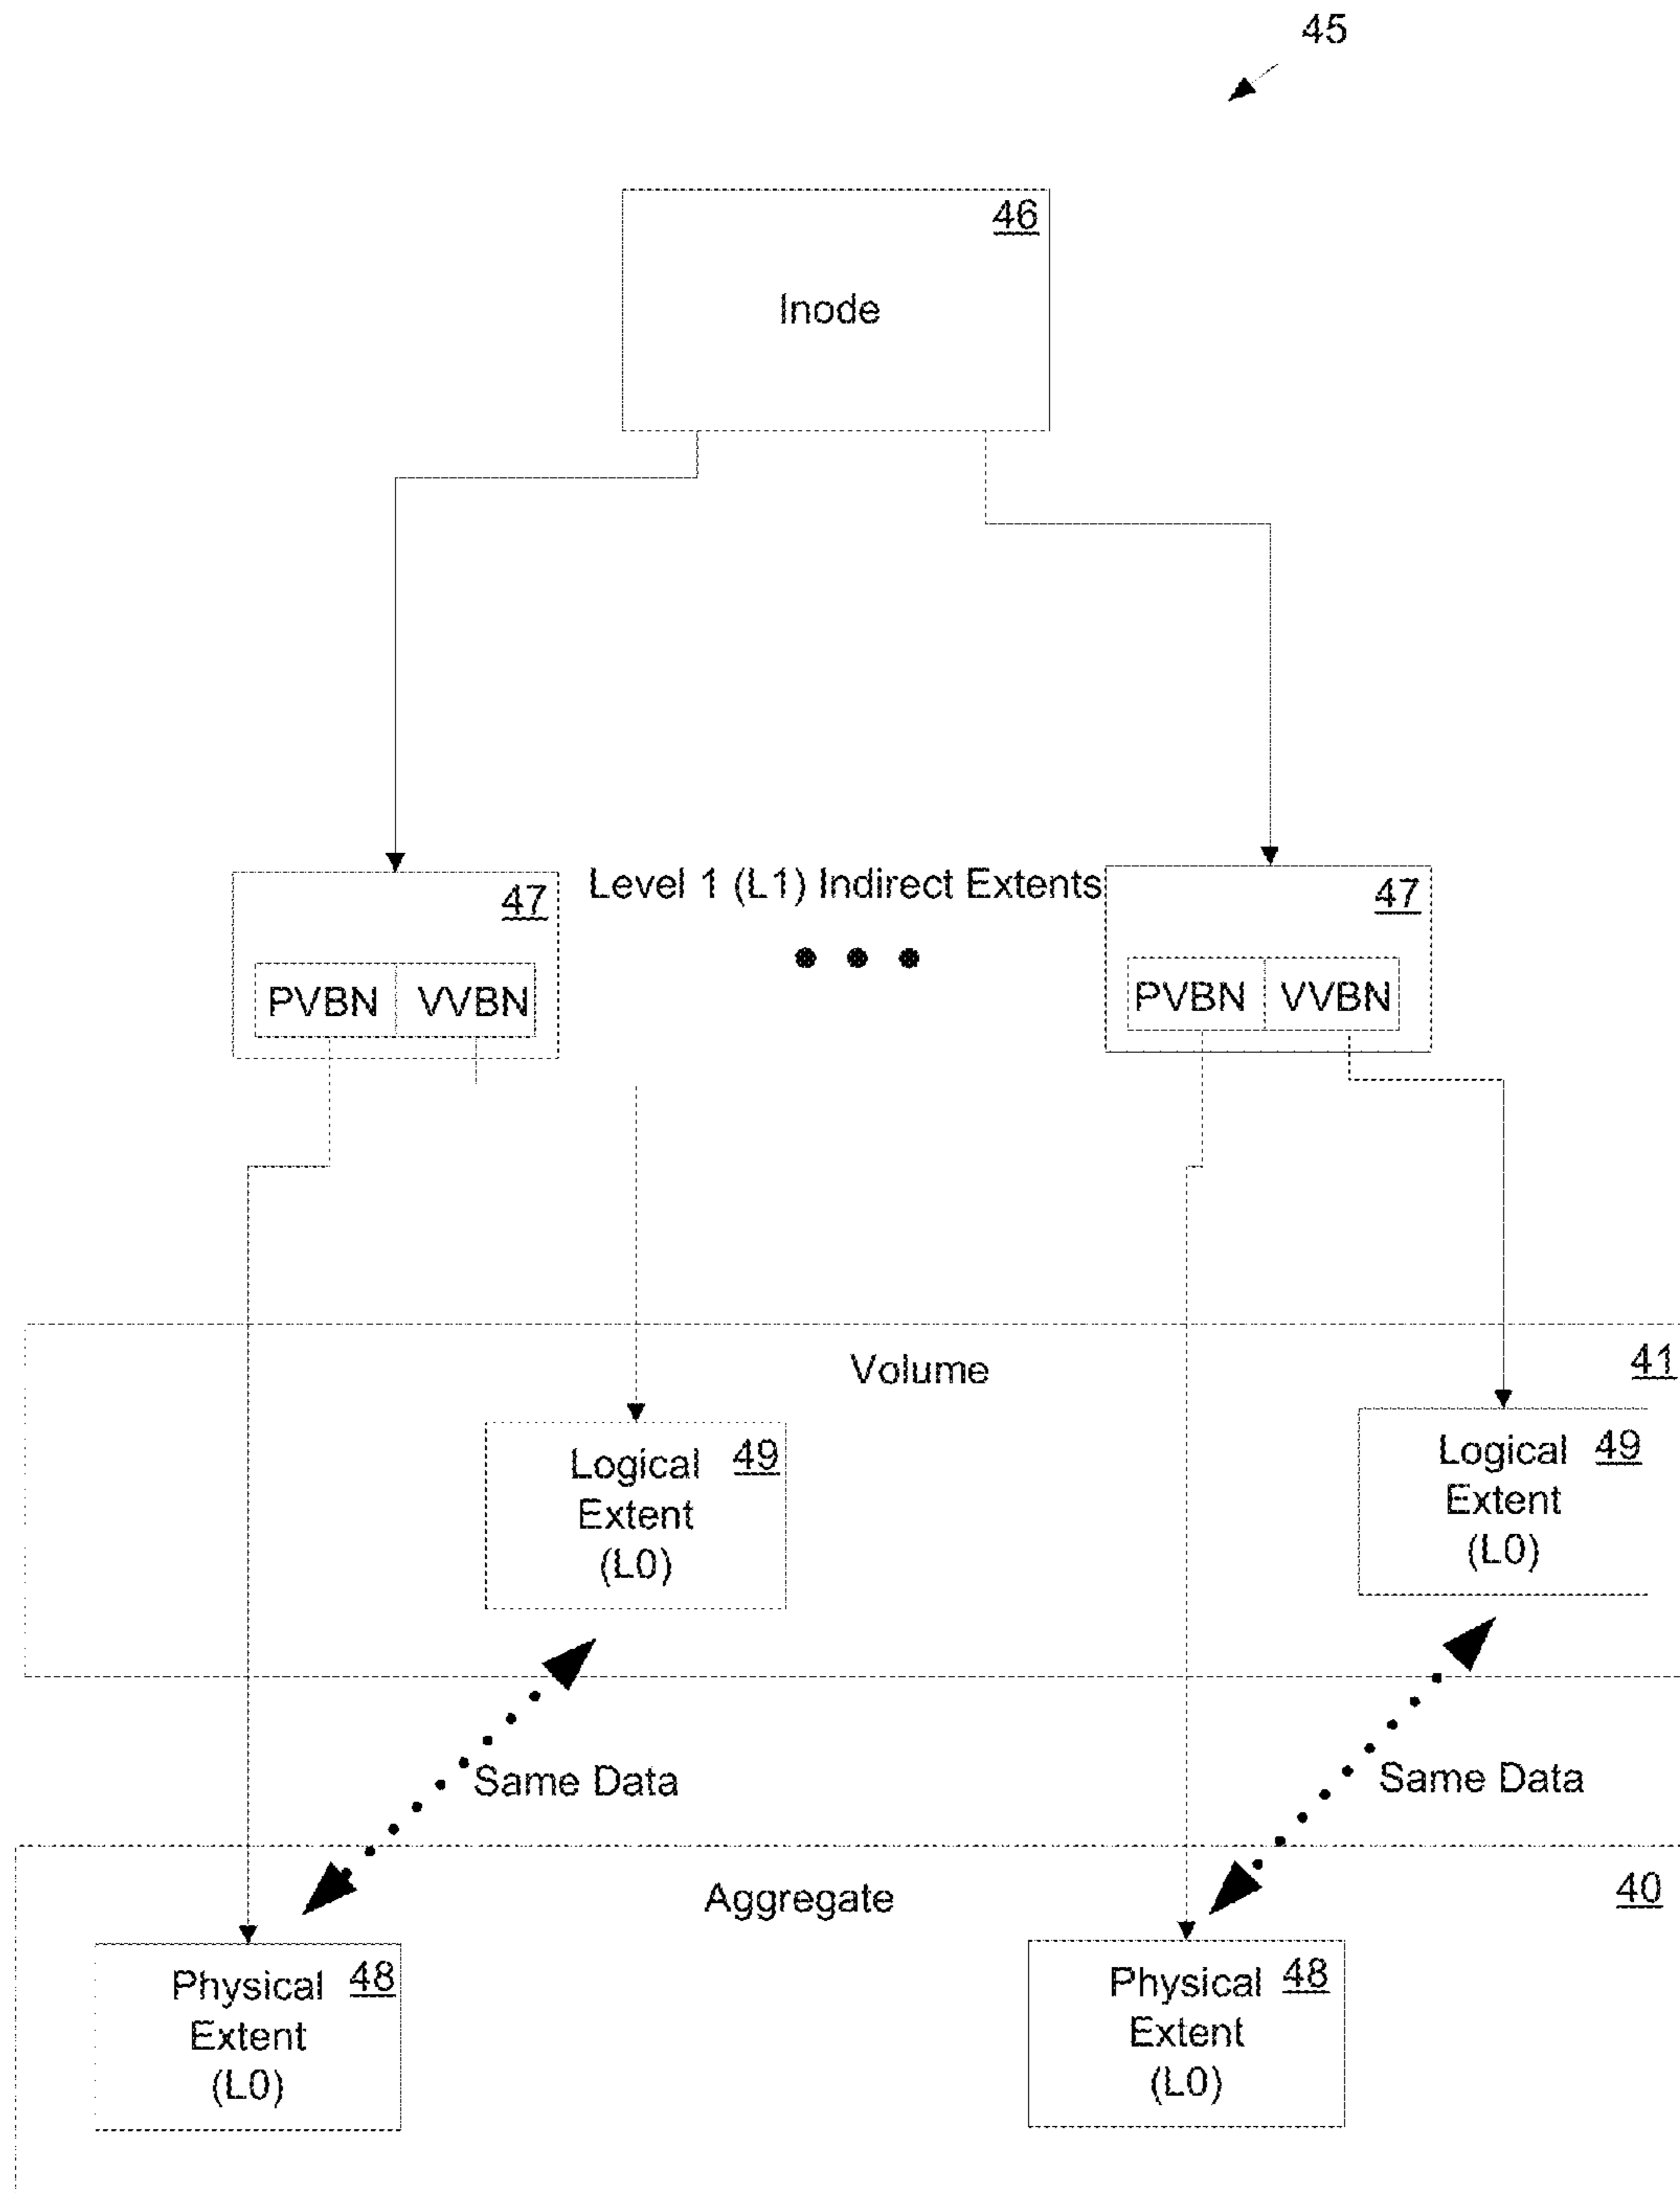 45
46
Inode
47
Level 1 (L1) Indirect Extents
47
PVBN VVBN
PVBN VVBN
Volume
41
Logical 49
Extent
(L0)
Logical 49
Extent
(L0)
Same Data
Same Data
Aggregate
40
Physical 48
Extent
(L0)
Physical 48
Extent
(L0)